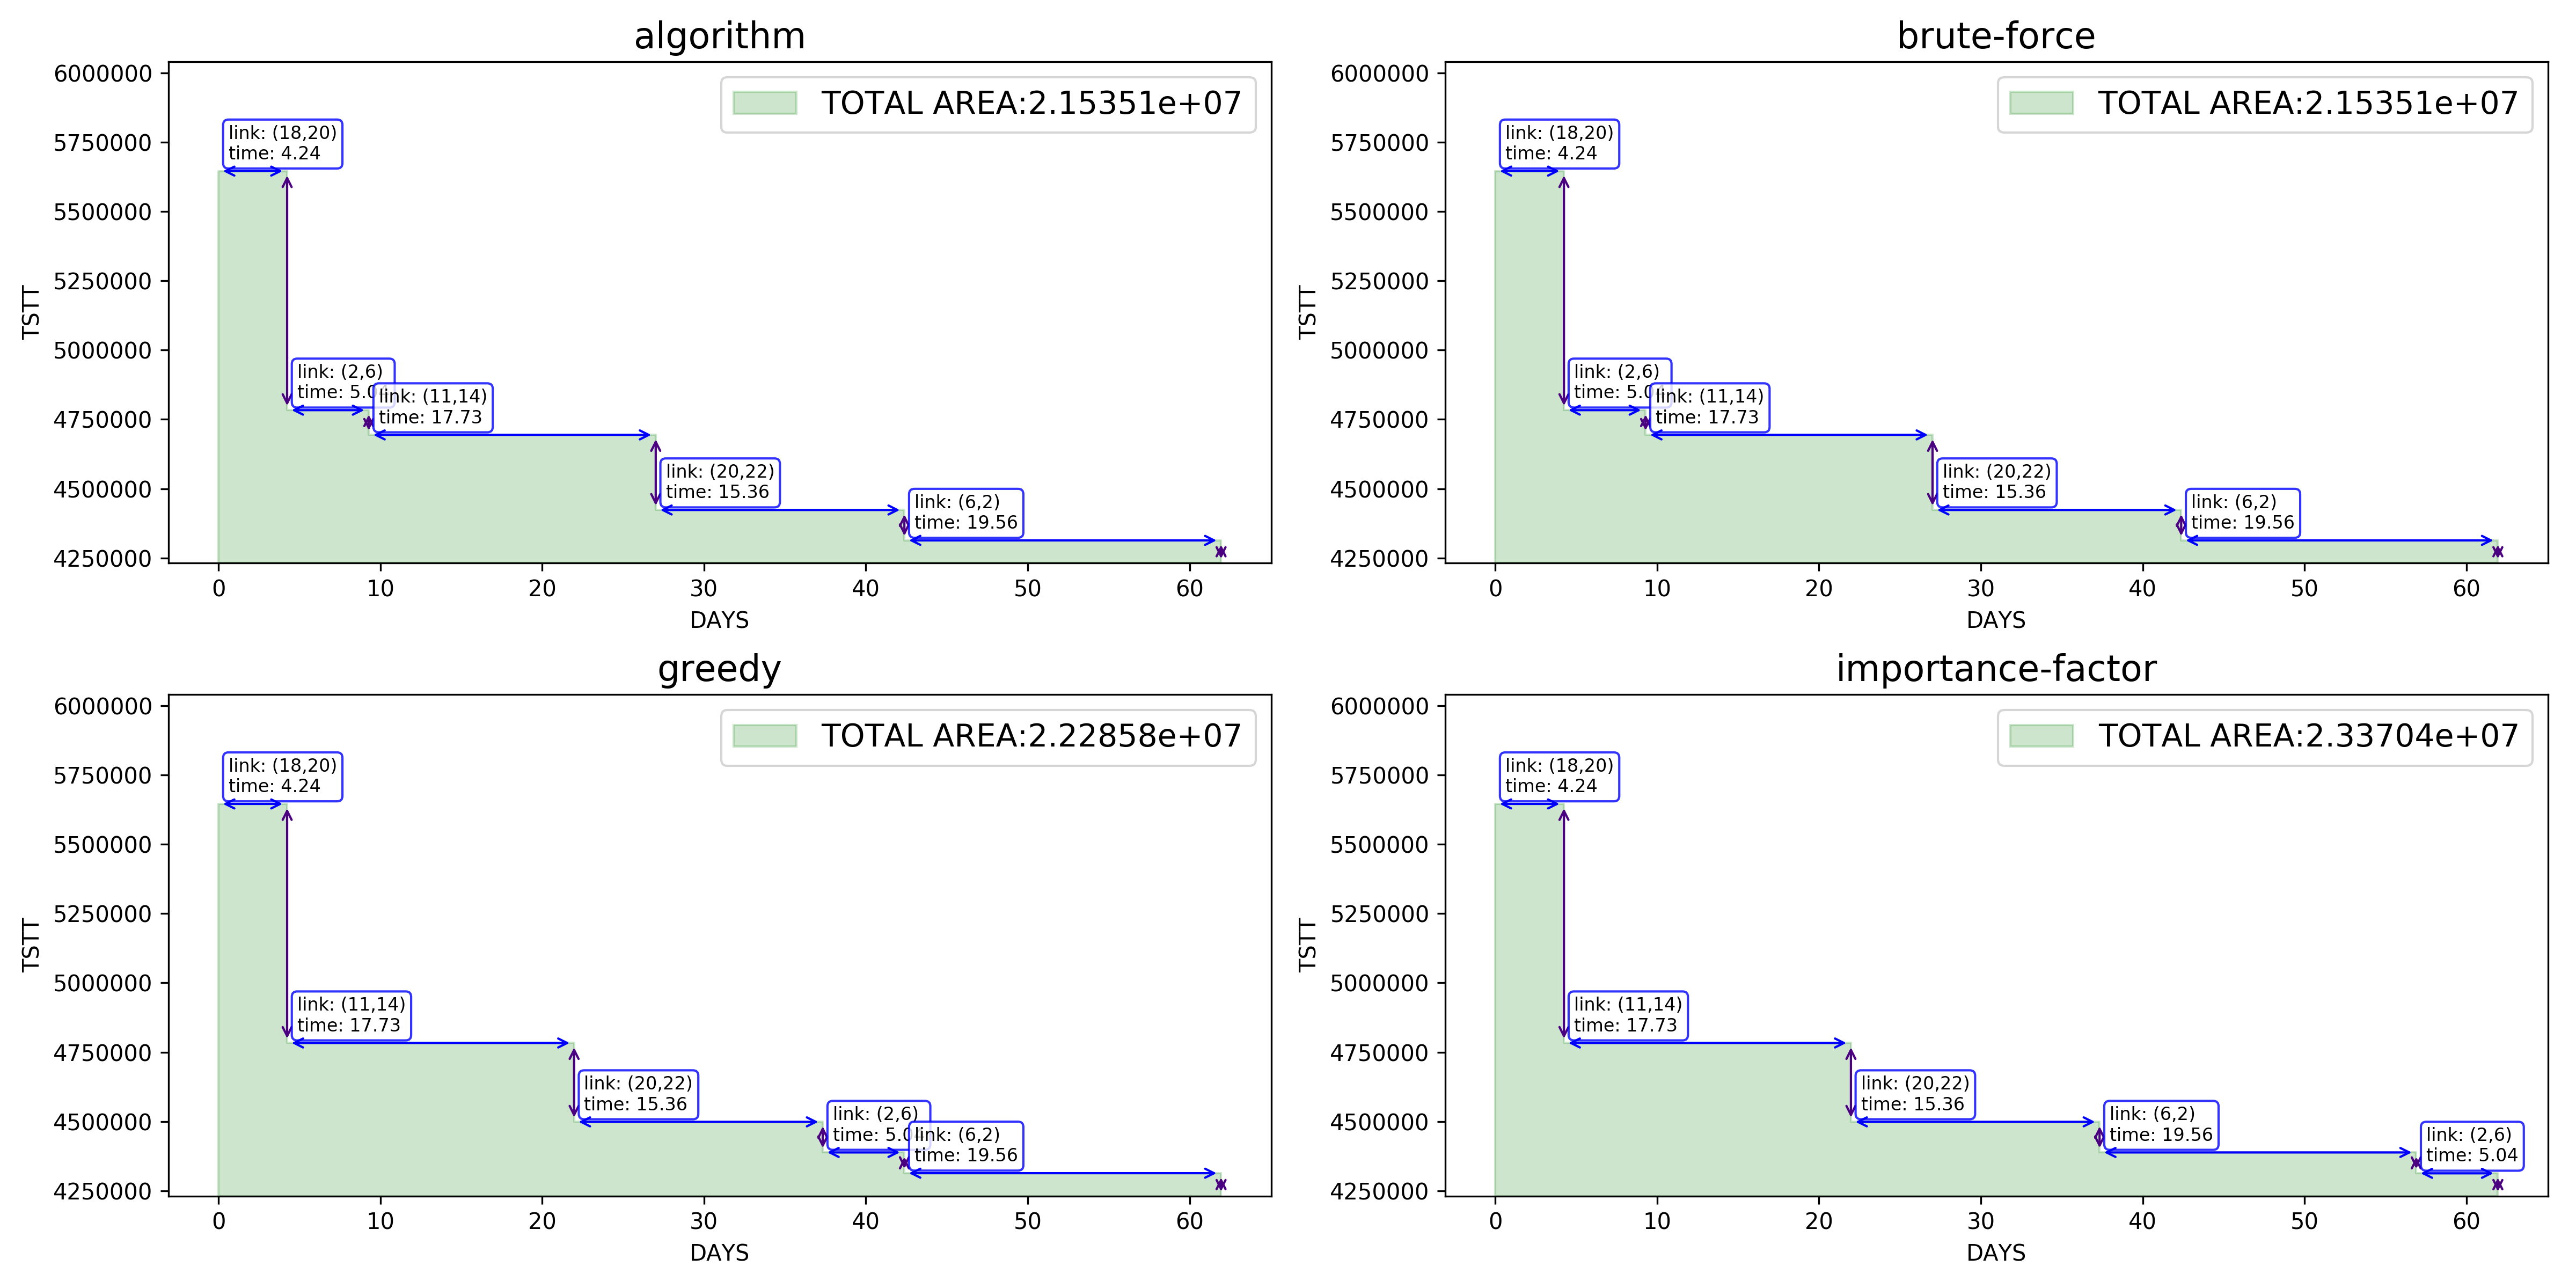 algorithm
TOTAL AREA:2.15351e+07
6000000
5750000
5500000
5250000
5000000
4750000
4500000
4250000
TSTT
link: (18,20)
time: 4.24
link: (2,6)
time: 5.0
link: (11,14)
time: 17.73
link: (20,22)
time: 15.36
link: (6,2)
time: 19.56
0 10 20 30 40 50 60
DAYS
brute-force
TOTAL AREA:2.15351e+07
6000000
5750000
5500000
5250000
5000000
4750000
4500000
4250000
TSTT
link: (18,20)
time: 4.24
link: (2,6)
time: 5.0
link: (11,14)
time: 17.73
link: (20,22)
time: 15.36
link: (6,2)
time: 19.56
0 10 20 30 40 50 60
DAYS
greedy
TOTAL AREA:2.22858e+07
6000000
5750000
5500000
5250000
5000000
4750000
4500000
4250000
TSTT
link: (18,20)
time: 4.24
link: (11,14)
time: 17.73
link: (20,22)
time: 15.36
link: (2,6)
time: 5.0
link: (6,2)
time: 19.56
0 10 20 30 40 50 60
DAYS
importance-factor
TOTAL AREA:2.33704e+07
6000000
5750000
5500000
5250000
5000000
4750000
4500000
4250000
TSTT
link: (18,20)
time: 4.24
link: (11,14)
time: 17.73
link: (20,22)
time: 15.36
link: (6,2)
time: 19.56
link: (2,6)
time: 5.04
0 10 20 30 40 50 60
DAYS